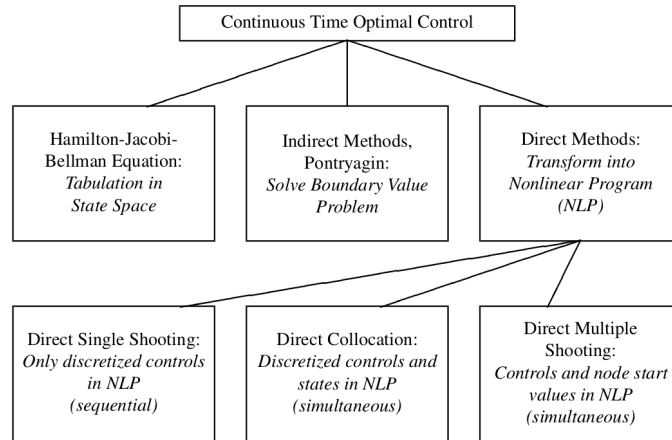 Continuous Time Optimal Control
Hamilton-Jacobi-
Bellman Equation:
Tabulation in
State Space
Indirect Methods,
Pontryagin:
Solve Boundary Value
Problem
Direct Methods:
Transform into
Nonlinear Program
(NLP)
Direct Single Shooting:
Only discretized controls
in NLP
(sequential)
Direct Collocation:
Discretized controls and
states in NLP
(simultaneous)
Direct Multiple
Shooting:
Controls and node start
values in NLP
(simultaneous)